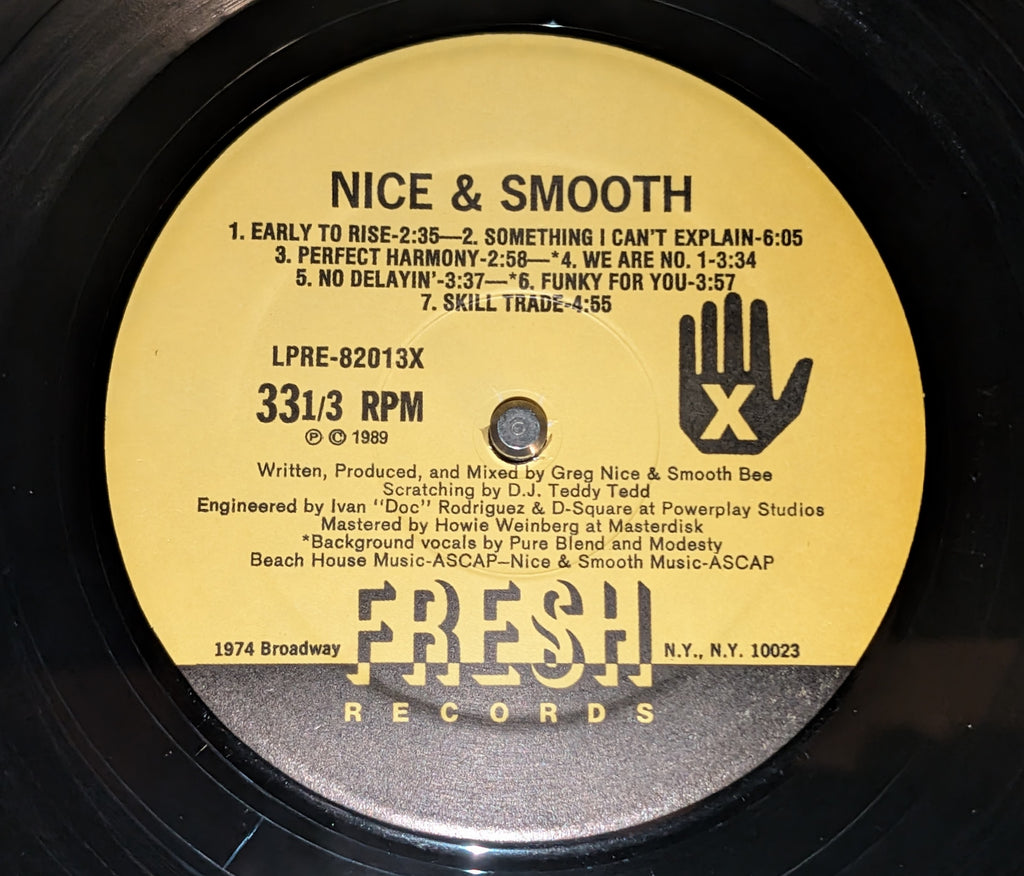 NICE & SMOOTH
1. EARLY TO RISE-2:35—2. SOMETHING I CAN'T EXPLAIN-6:05
3. PERFECT HARMONY-2:58—*4. WE ARE NO. 1-3:34
5. NO DELAYIN'-3:37—*6. FUNKY FOR YOU-3:57
7. SKILL TRADE-4:55
LPRE-82013X
33 1/3 RPM
℗ © 1989
X
Written, Produced, and Mixed by Greg Nice & Smooth Bee
Scratching by D.J. Teddy Tedd
Engineered by Ivan "Doc" Rodriguez & D-Square at Powerplay Studios
Mastered by Howie Weinberg at Masterdisk
*Background vocals by Pure Blend and Modesty
Beach House Music-ASCAP—Nice & Smooth Music-ASCAP
1974 Broadway FRESH N.Y., N.Y. 10023
RECORDS